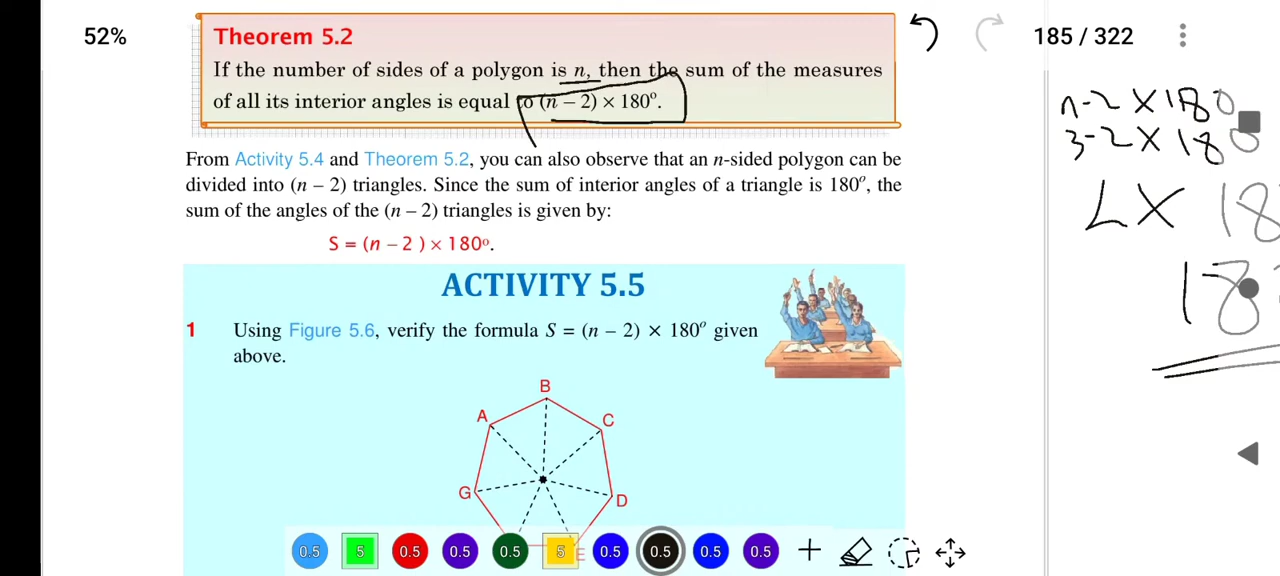 52%
185 / 322
Theorem 5.2
If the number of sides of a polygon is n, then the sum of the measures
of all its interior angles is equal to (n – 2) × 180°.
From Activity 5.4 and Theorem 5.2, you can also observe that an n-sided polygon can be
divided into (n – 2) triangles. Since the sum of interior angles of a triangle is 180°, the
sum of the angles of the (n – 2) triangles is given by:
S = (n – 2 ) × 180°.
ACTIVITY 5.5
1 Using Figure 5.6, verify the formula S = (n – 2) × 180° given
above.
B
A
C
G
D
E
n-2 X 180
3-2 X 180
X 18
18
0.5 5 0.5 0.5 0.5 5 0.5 0.5 0.5 0.5